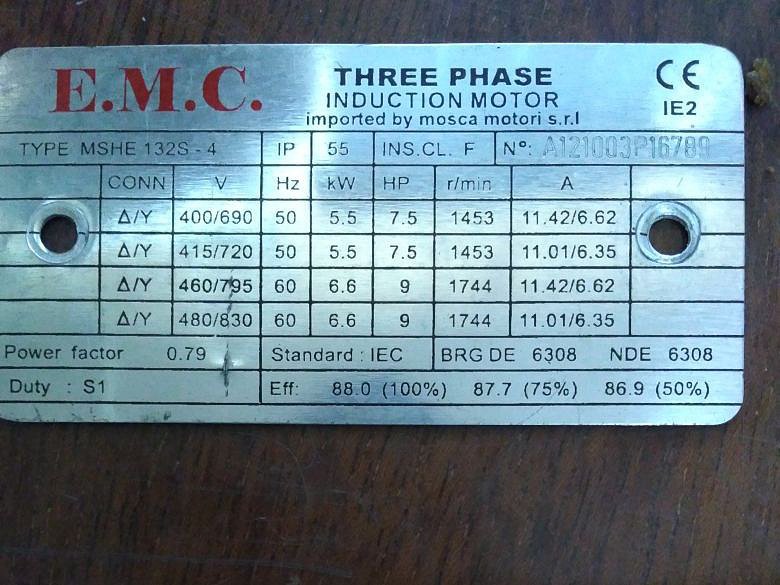 E.M.C.
THREE PHASE
INDUCTION MOTOR
imported by mosca motori s.r.l
CE
IE2
TYPE MSHE 132S - 4 IP 55 INS.CL. F N°: A121003P16789
CONN V Hz kW HP r/min A /
Δ/Y 400/690 50 5.5 7.5 1453 11.42/6.62
Δ/Y 415/720 50 5.5 7.5 1453 11.01/6.35
Δ/Y 460/795 60 6.6 9 1744 11.42/6.62
Δ/Y 480/830 60 6.6 9 1744 11.01/6.35
Power factor 0.79 Standard : IEC BRG DE 6308 NDE 6308
Duty : S1 Eff: 88.0 (100%) 87.7 (75%) 86.9 (50%)